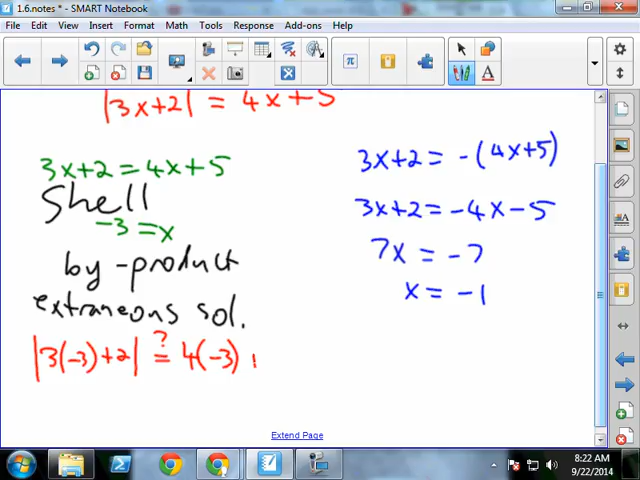 1.6.notes * - SMART Notebook
File Edit View Insert Format Math Tools Response Add-ons Help
|3x+2| = 4x+5
3x+2=4x+5
Shell
-3=x
by-product
extraneous sol.
|3(-3)+2| ?= 4(-3)
3x+2= -(4x+5)
3x+2=-4x-5
7x = -7
x = -1
Extend Page
8:22 AM
9/22/2014